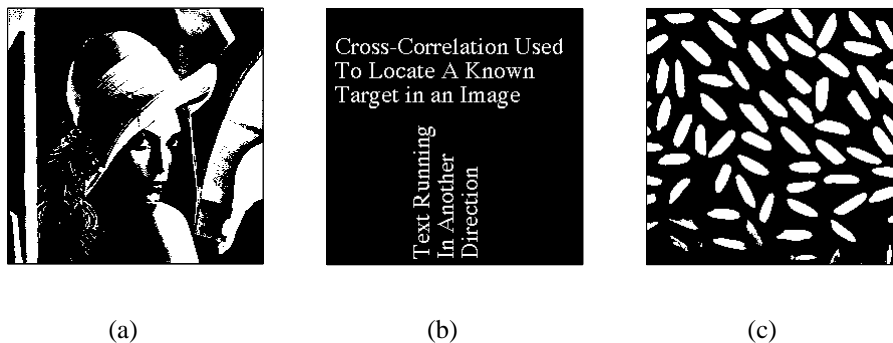 Cross-Correlation Used
To Locate A Known
Target in an Image
Text Running
In Another
Direction
(a)
(b)
(c)